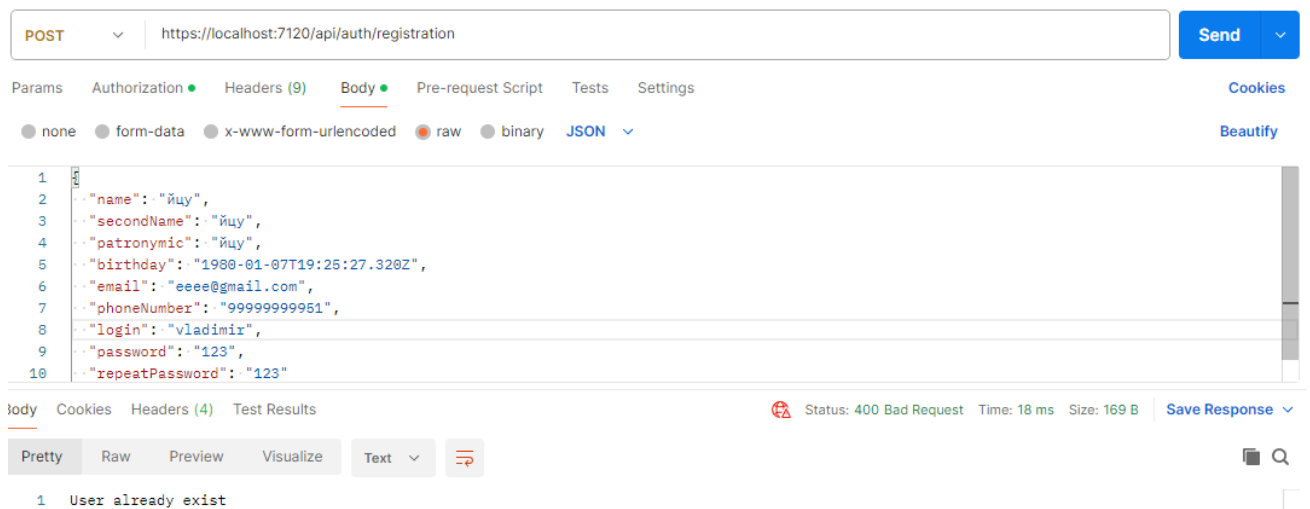 POST https://localhost:7120/api/auth/registration Send
Params Authorization Headers (9) Body Pre-request Script Tests Settings Cookies
none form-data x-www-form-urlencoded raw binary JSON Beautify
1 {
2 "name": "йцу",
3 "secondName": "йцу",
4 "patronymic": "йцу",
5 "birthday": "1980-01-07T19:25:27.320Z",
6 "email": "eeee@gmail.com",
7 "phoneNumber": "99999999951",
8 "login": "vladimir",
9 "password": "123",
10 "repeatPassword": "123"
Body Cookies Headers (4) Test Results Status: 400 Bad Request Time: 18 ms Size: 169 B Save Response
Pretty Raw Preview Visualize Text
1 User already exist